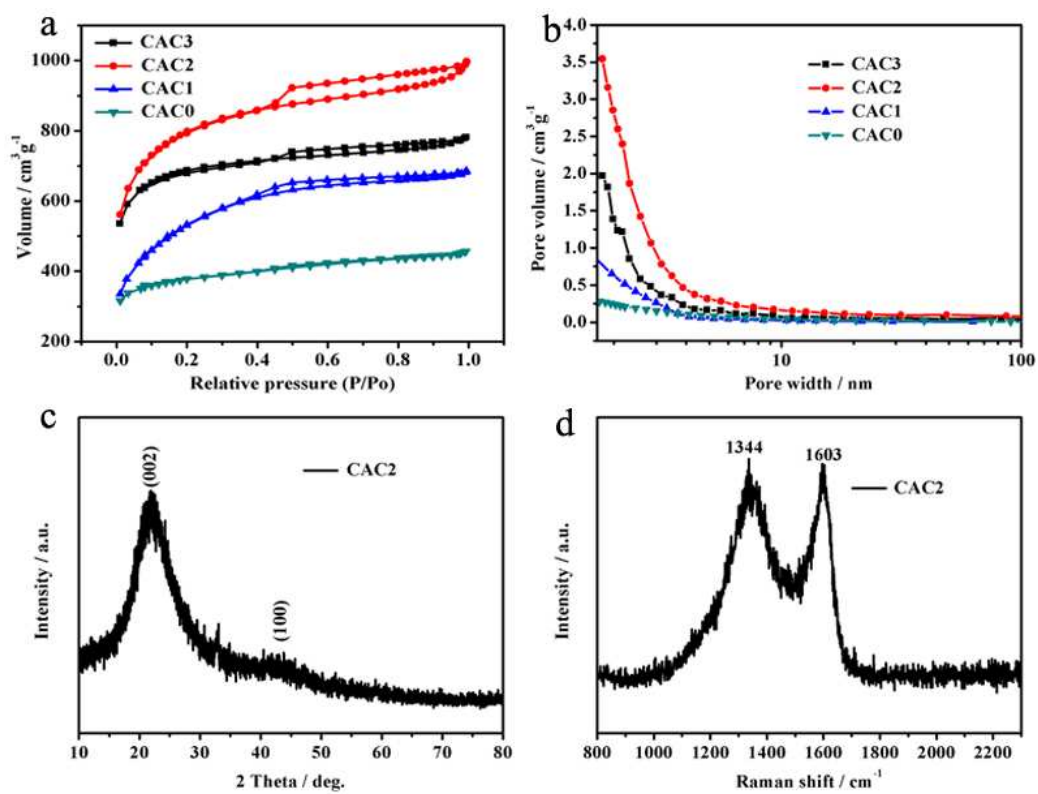 a
CAC3
CAC2
CAC1
CAC0
1000
800
600
400
200
Volume / cm³g⁻¹
0.0 0.2 0.4 0.6 0.8 1.0
Relative pressure (P/Po)
b
CAC3
CAC2
CAC1
CAC0
4.0
3.5
3.0
2.5
2.0
1.5
1.0
0.5
0.0
Pore volume / cm³g⁻¹
10 100
Pore width / nm
c
(002)
(100)
CAC2
Intensity / a.u.
10 20 30 40 50 60 70 80
2 Theta / deg.
d
1344
1603
CAC2
Intensity / a.u.
800 1000 1200 1400 1600 1800 2000 2200
Raman shift / cm⁻¹